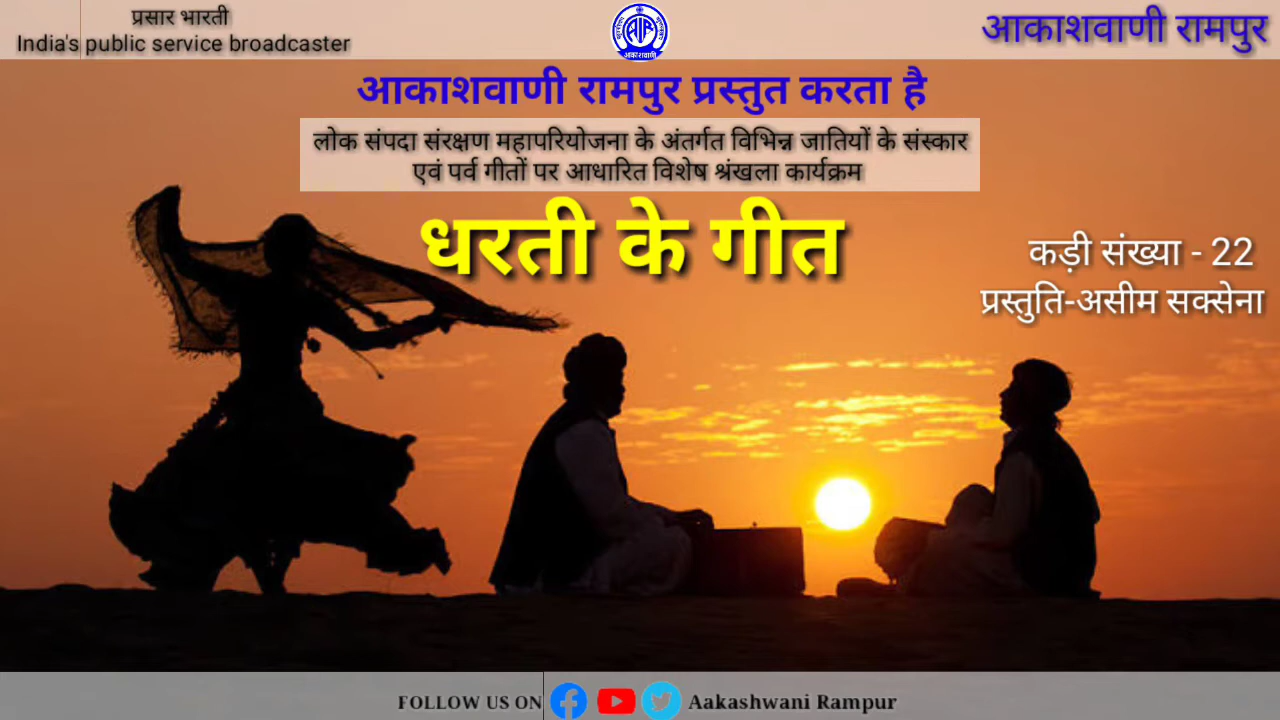 प्रसार भारती
India's public service broadcaster
आकाशवाणी
आकाशवाणी रामपुर
आकाशवाणी रामपुर प्रस्तुत करता है
लोक संपदा संरक्षण महापरियोजना के अंतर्गत विभिन्न जातियों के संस्कार
एवं पर्व गीतों पर आधारित विशेष श्रंखला कार्यक्रम
धरती के गीत
कड़ी संख्या - 22
प्रस्तुति-असीम सक्सेना
FOLLOW US ON Aakashwani Rampur